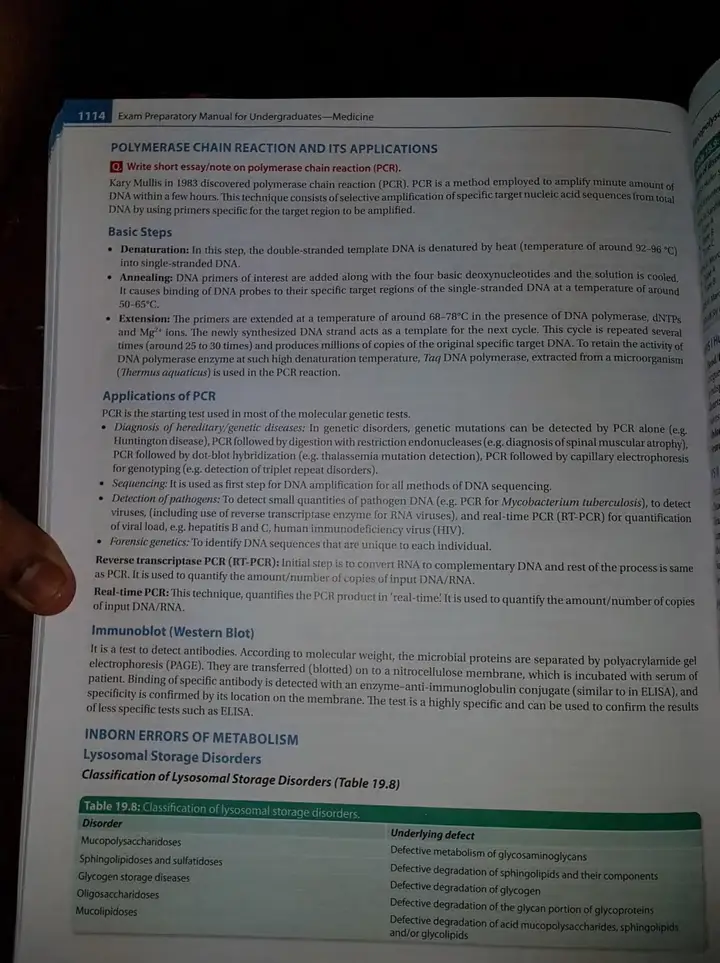 1114 Exam Preparatory Manual for Undergraduates—Medicine
POLYMERASE CHAIN REACTION AND ITS APPLICATIONS
Q. Write short essay/note on polymerase chain reaction (PCR).
Kary Mullis in 1983 discovered polymerase chain reaction (PCR). PCR is a method employed to amplify minute amount of
DNA within a few hours. This technique consists of selective amplification of specific target nucleic acid sequences from total
DNA by using primers specific for the target region to be amplified.
Basic Steps
• Denaturation: In this step, the double-stranded template DNA is denatured by heat (temperature of around 92–96 °C)
into single-stranded DNA.
• Annealing: DNA primers of interest are added along with the four basic deoxynucleotides and the solution is cooled.
It causes binding of DNA probes to their specific target regions of the single-stranded DNA at a temperature of around
50–65°C.
• Extension: The primers are extended at a temperature of around 68–78°C in the presence of DNA polymerase, dNTPs
and Mg²⁺ ions. The newly synthesized DNA strand acts as a template for the next cycle. This cycle is repeated several
times (around 25 to 30 times) and produces millions of copies of the original specific target DNA. To retain the activity of
DNA polymerase enzyme at such high denaturation temperature, Taq DNA polymerase, extracted from a microorganism
(Thermus aquaticus) is used in the PCR reaction.
Applications of PCR
PCR is the starting test used in most of the molecular genetic tests.
• Diagnosis of hereditary/genetic diseases: In genetic disorders, genetic mutations can be detected by PCR alone (e.g.
Huntington disease), PCR followed by digestion with restriction endonucleases (e.g. diagnosis of spinal muscular atrophy),
PCR followed by dot-blot hybridization (e.g. thalassemia mutation detection), PCR followed by capillary electrophoresis
for genotyping (e.g. detection of triplet repeat disorders).
• Sequencing: It is used as first step for DNA amplification for all methods of DNA sequencing.
• Detection of pathogens: To detect small quantities of pathogen DNA (e.g. PCR for Mycobacterium tuberculosis), to detect
viruses, (including use of reverse transcriptase enzyme for RNA viruses), and real-time PCR (RT-PCR) for quantification
of viral load, e.g. hepatitis B and C, human immunodeficiency virus (HIV).
• Forensic genetics: To identify DNA sequences that are unique to each individual.
Reverse transcriptase PCR (RT-PCR): Initial step is to convert RNA to complementary DNA and rest of the process is same
as PCR. It is used to quantify the amount/number of copies of input DNA/RNA.
Real-time PCR: This technique, quantifies the PCR product in 'real-time'. It is used to quantify the amount/number of copies
of input DNA/RNA.
Immunoblot (Western Blot)
It is a test to detect antibodies. According to molecular weight, the microbial proteins are separated by polyacrylamide gel
electrophoresis (PAGE). They are transferred (blotted) on to a nitrocellulose membrane, which is incubated with serum of
patient. Binding of specific antibody is detected with an enzyme–anti-immunoglobulin conjugate (similar to in ELISA), and
specificity is confirmed by its location on the membrane. The test is a highly specific and can be used to confirm the results
of less specific tests such as ELISA.
INBORN ERRORS OF METABOLISM
Lysosomal Storage Disorders
Classification of Lysosomal Storage Disorders (Table 19.8)
Table 19.8: Classification of lysosomal storage disorders.
Disorder Underlying defect
Mucopolysaccharidoses Defective metabolism of glycosaminoglycans
Sphingolipidoses and sulfatidoses Defective degradation of sphingolipids and their components
Glycogen storage diseases Defective degradation of glycogen
Oligosaccharidoses Defective degradation of the glycan portion of glycoproteins
Mucolipidoses Defective degradation of acid mucopolysaccharides, sphingolipids
and/or glycolipids